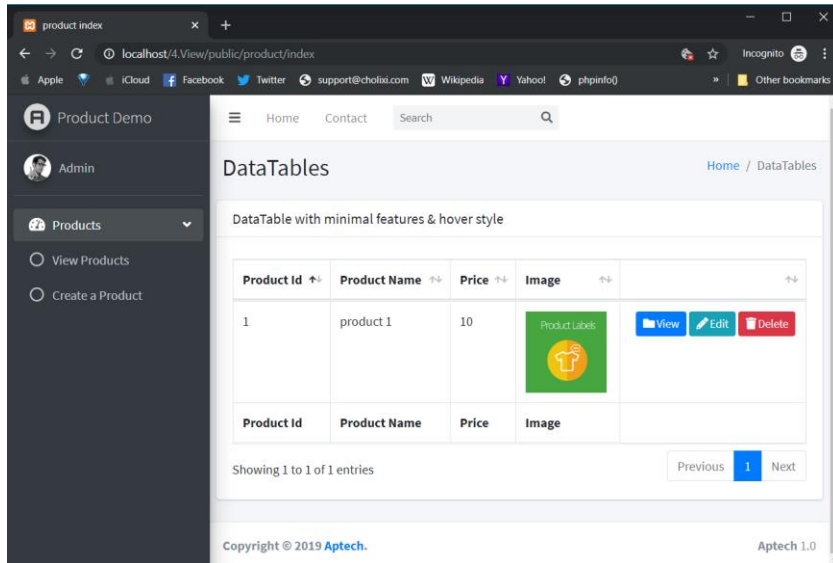 product index
localhost/4.View/public/product/index
Incognito
Apple iCloud Facebook Twitter support@cholixi.com Wikipedia Yahoo! phpinfo() » Other bookmarks
Product Demo
Home Contact Search
Admin
DataTables
Home / DataTables
Products
DataTable with minimal features & hover style
View Products
Create a Product
Product Id Product Name Price Image
1 product 1 10 Product Labels View Edit Delete
Product Id Product Name Price Image
Showing 1 to 1 of 1 entries
Previous 1 Next
Copyright © 2019 Aptech.
Aptech 1.0